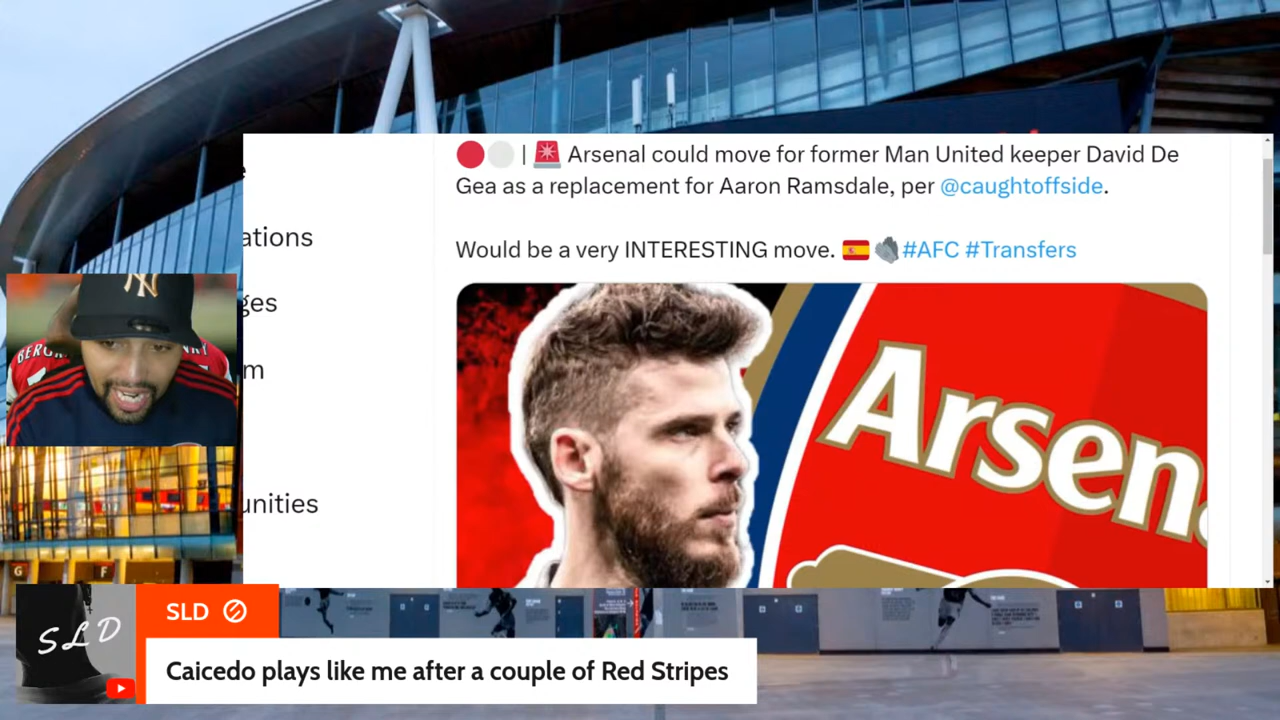 🔴⚪ | 🚨 Arsenal could move for former Man United keeper David De
Gea as a replacement for Aaron Ramsdale, per @caughtoffside.
ations
Would be a very INTERESTING move. 🇪🇸 🧤 #AFC #Transfers
ges
NY
BERGK
m
Arsen
unities
G F
SLD
SLD
Caicedo plays like me after a couple of Red Stripes